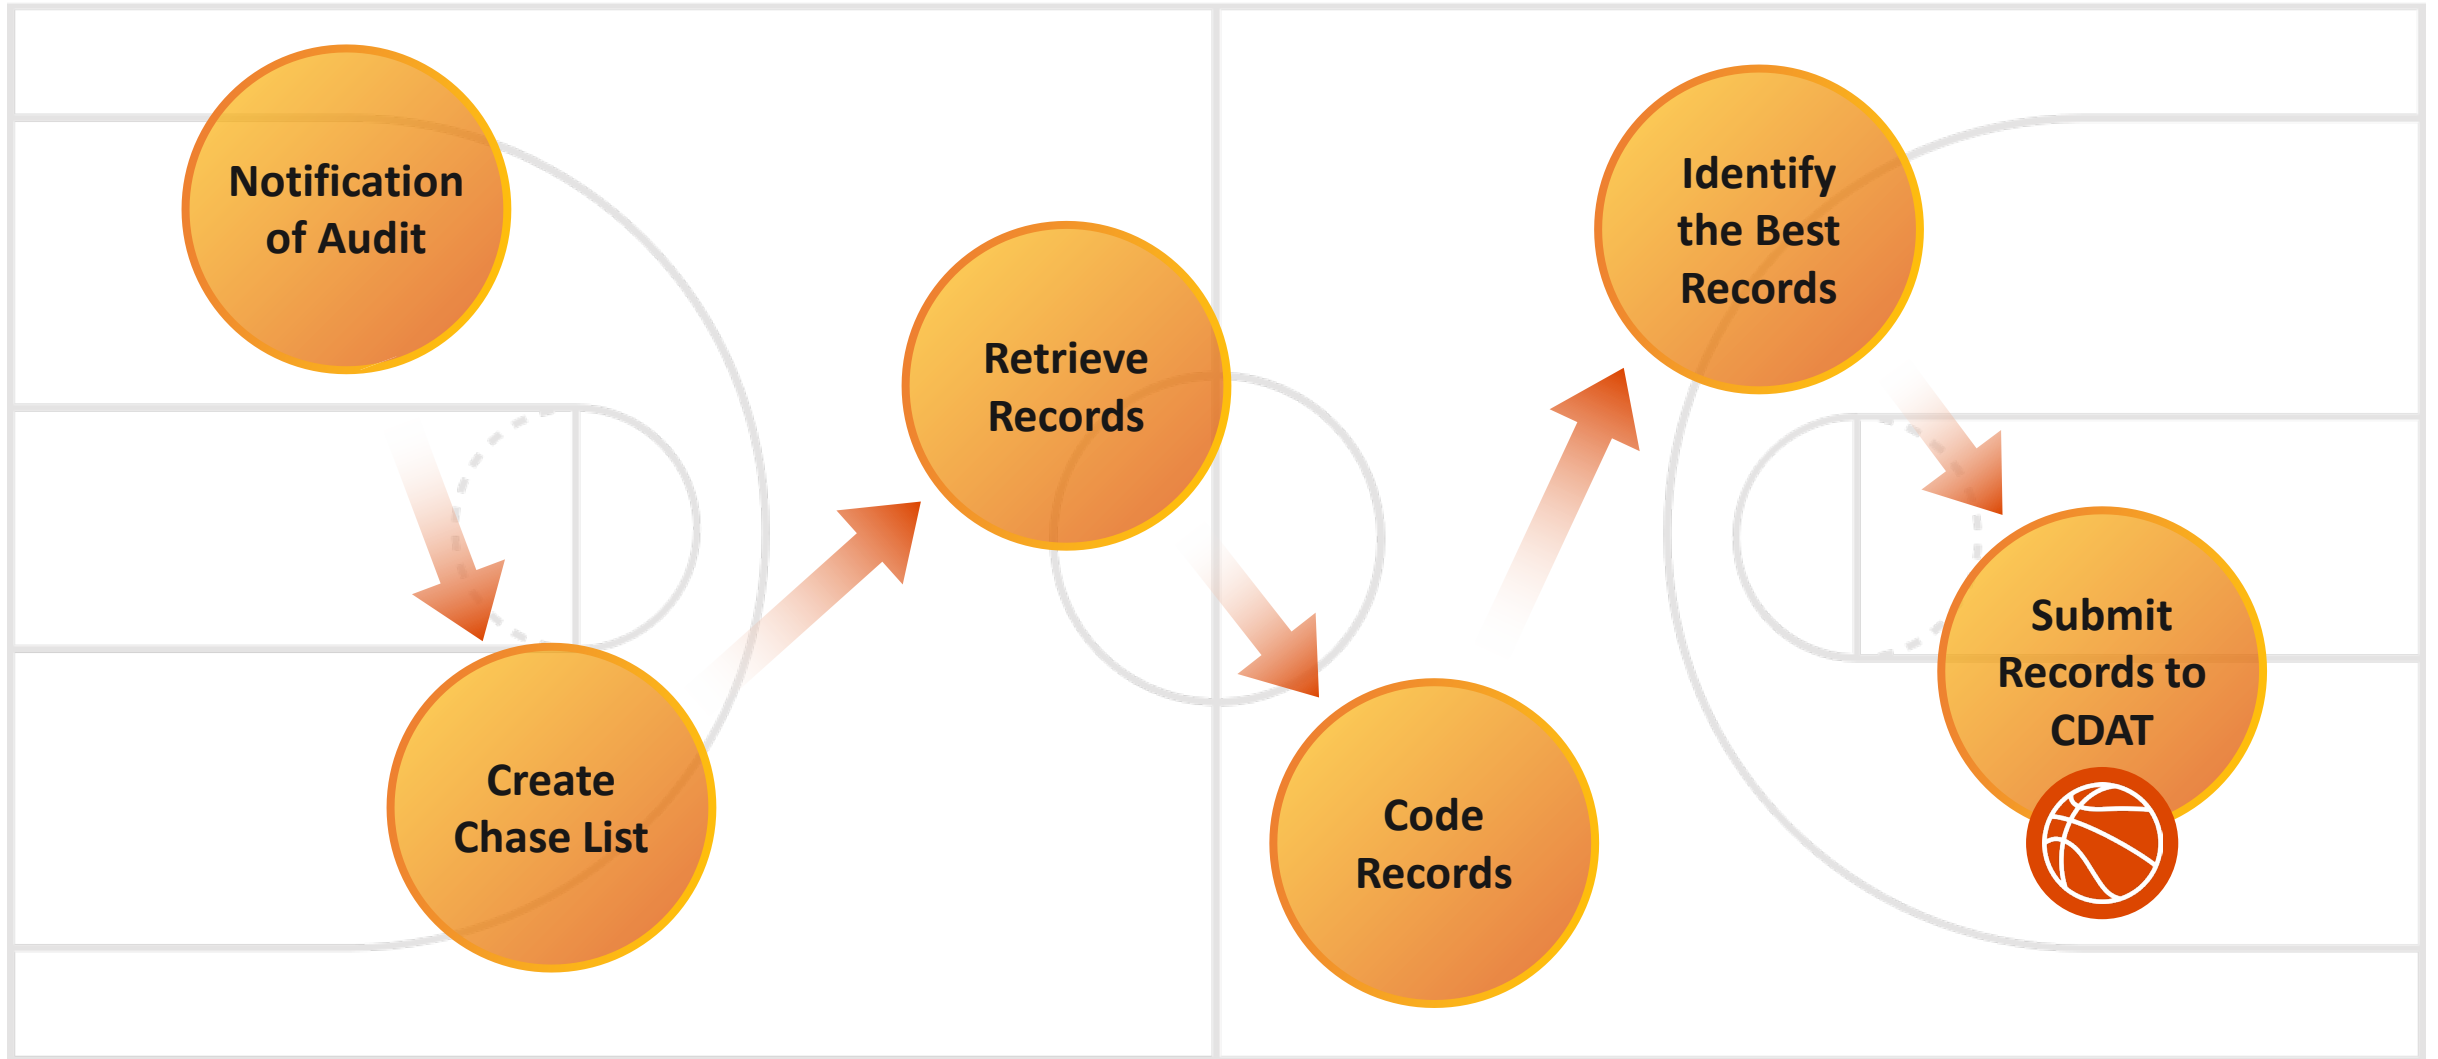 Notification
of Audit
Create
Chase List
Retrieve
Records
Code
Records
Identify
the Best
Records
Submit
Records to
CDAT